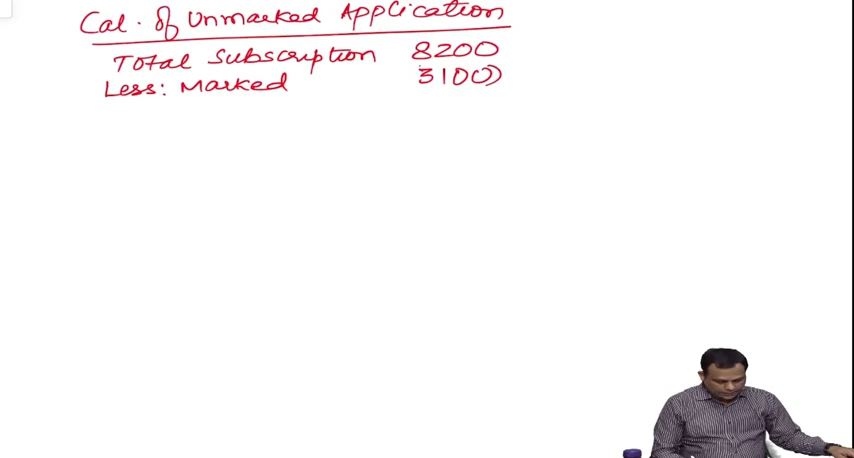 Cal. of Unmarked Application
Total Subscription 8200
Less: Marked 3100